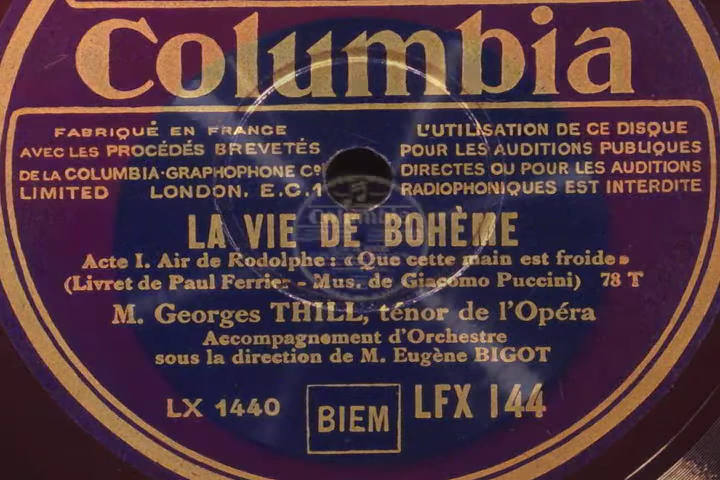 Columbia
FABRIQUÉ EN FRANCE
AVEC LES PROCÉDÉS BREVETÉS
DE LA COLUMBIA-GRAPHOPHONE Cº
LIMITED LONDON. E.C.1
L'UTILISATION DE CE DISQUE
POUR LES AUDITIONS PUBLIQUES
DIRECTES OU POUR LES AUDITIONS
RADIOPHONIQUES EST INTERDITE
LA VIE DE BOHÈME
Acte I. Air de Rodolphe : « Que cette main est froide »
(Livret de Paul Ferrier - Mus. de Giacomo Puccini) 78 T
M. Georges THILL, ténor de l'Opéra
Accompagnement d'Orchestre
sous la direction de M. Eugène BIGOT
LX 1440
BIEM
LFX 144